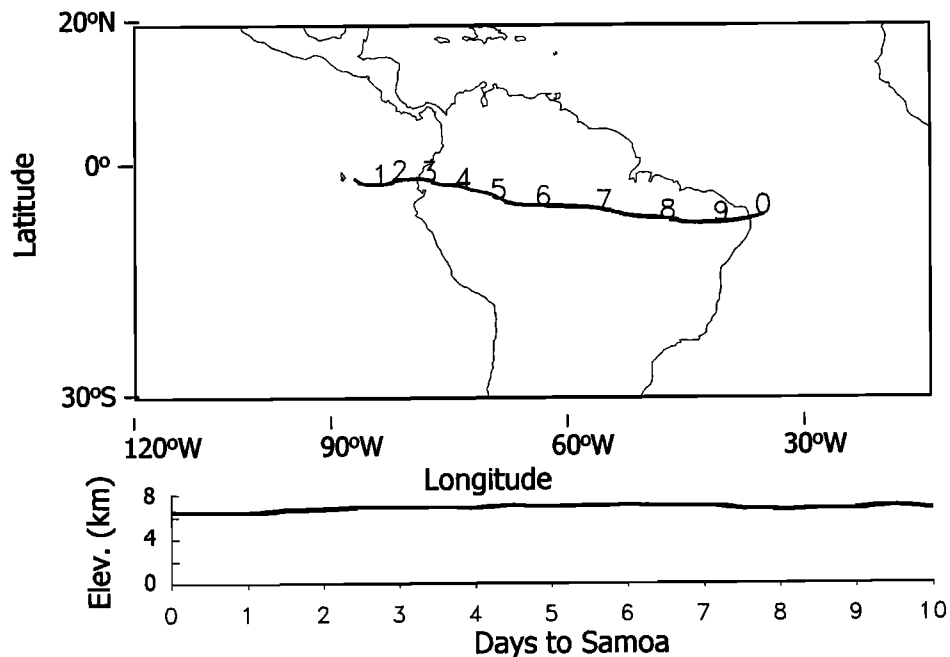 20ºN
Latitude
0º
30ºS
1 2 3 4 5 6 7 8 9 0
120ºW 90ºW 60ºW 30ºW
Longitude
Elev. (km)
8
4
0
0 1 2 3 4 5 6 7 8 9 10
Days to Samoa